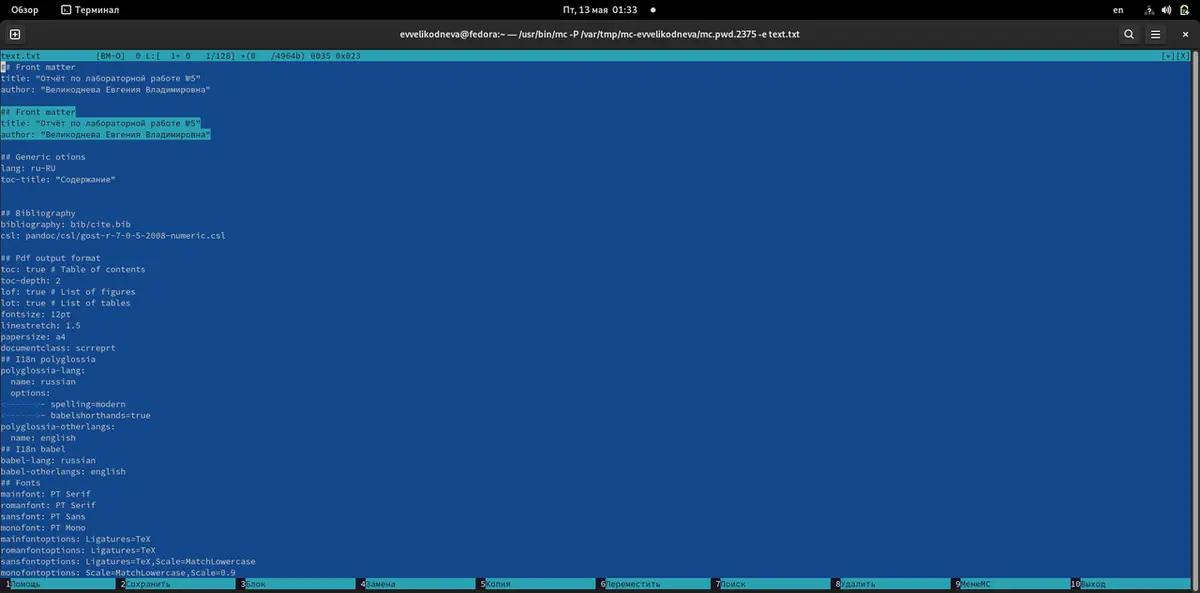 Обзор Терминал Пт, 13 мая 01:33 en
evvelikodneva@fedora:~ — /usr/bin/mc -P /var/tmp/mc-evvelikodneva/mc.pwd.2375 -e text.txt
text.txt [BM-O] 0 L:[ 1+ 0 1/128] *(0 /4964b) 0035 0x023 [*][X]
## Front matter
title: "Отчёт по лабораторной работе №5"
author: "Великоднева Евгения Владимировна"
## Front matter
title: "Отчёт по лабораторной работе №5"
author: "Великоднева Евгения Владимировна"
## Generic otions
lang: ru-RU
toc-title: "Содержание"
## Bibliography
bibliography: bib/cite.bib
csl: pandoc/csl/gost-r-7-0-5-2008-numeric.csl
## Pdf output format
toc: true # Table of contents
toc-depth: 2
lof: true # List of figures
lot: true # List of tables
fontsize: 12pt
linestretch: 1.5
papersize: a4
documentclass: scrreprt
## I18n polyglossia
polyglossia-lang:
name: russian
options:
<------>- spelling=modern
<------>- babelshorthands=true
polyglossia-otherlangs:
name: english
## I18n babel
babel-lang: russian
babel-otherlangs: english
## Fonts
mainfont: PT Serif
romanfont: PT Serif
sansfont: PT Sans
monofont: PT Mono
mainfontoptions: Ligatures=TeX
romanfontoptions: Ligatures=TeX
sansfontoptions: Ligatures=TeX,Scale=MatchLowercase
monofontoptions: Scale=MatchLowercase,Scale=0.9
1Помощь 2Сохранить 3Блок 4Замена 5Копия 6Переместить 7Поиск 8Удалить 9МенюMC 10Выход